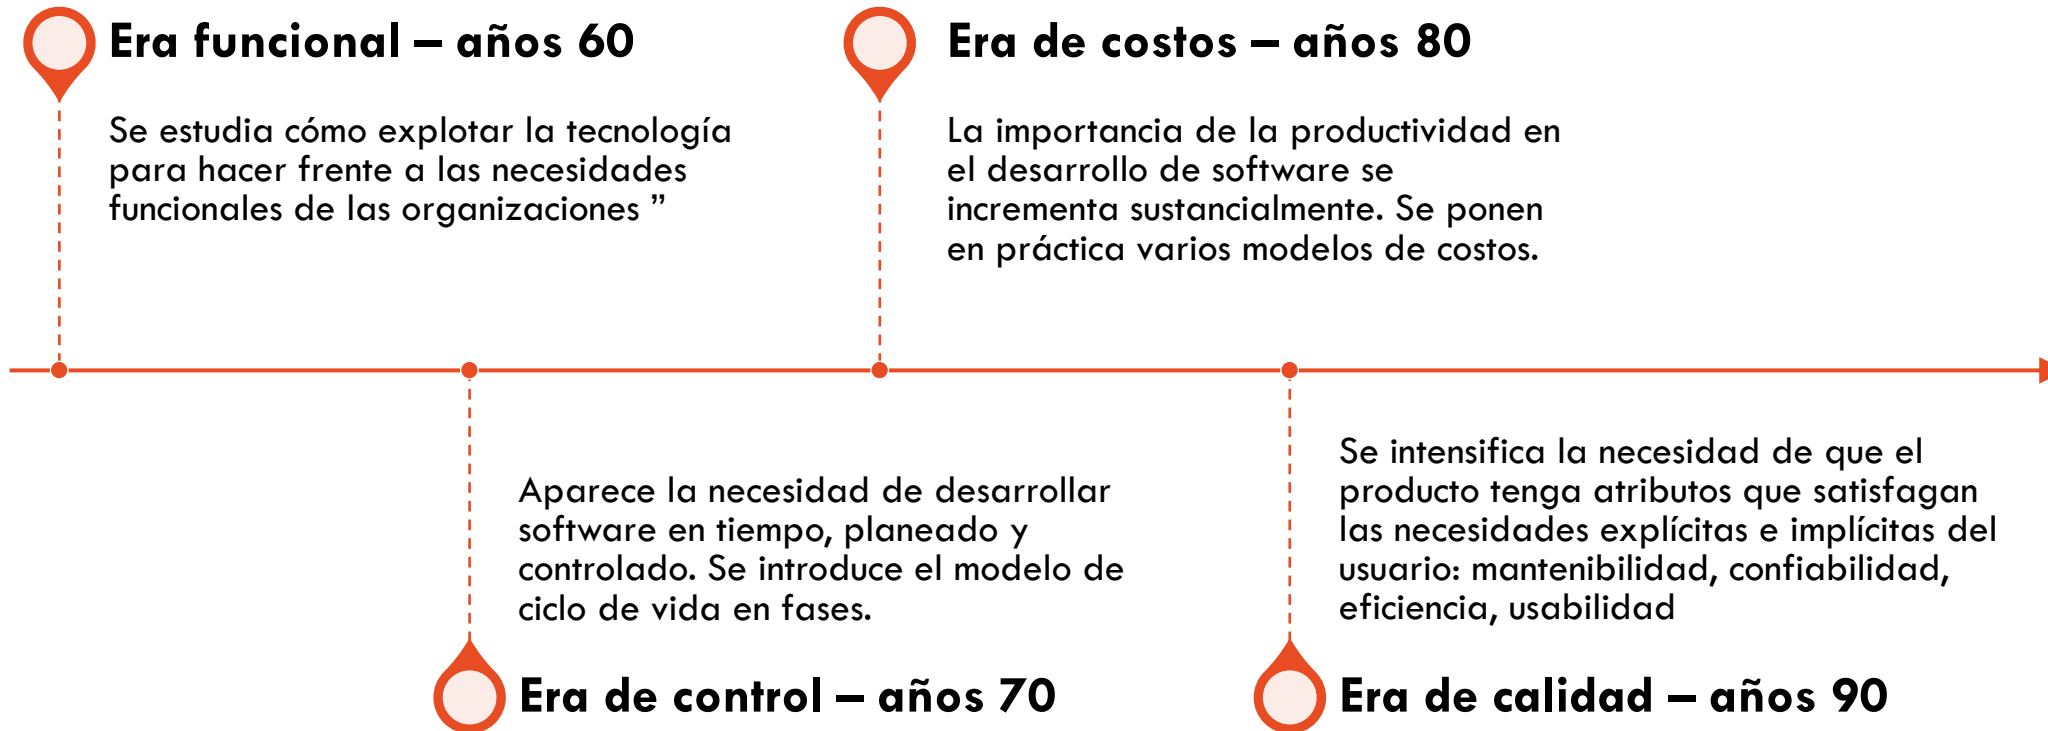 Era funcional – años 60
Se estudia cómo explotar la tecnología
para hacer frente a las necesidades
funcionales de las organizaciones ”
Aparece la necesidad de desarrollar
software en tiempo, planeado y
controlado. Se introduce el modelo de
ciclo de vida en fases.
Era de control – años 70
Era de costos – años 80
La importancia de la productividad en
el desarrollo de software se
incrementa sustancialmente. Se ponen
en práctica varios modelos de costos.
Se intensifica la necesidad de que el
producto tenga atributos que satisfagan
las necesidades explícitas e implícitas del
usuario: mantenibilidad, confiabilidad,
eficiencia, usabilidad
Era de calidad – años 90